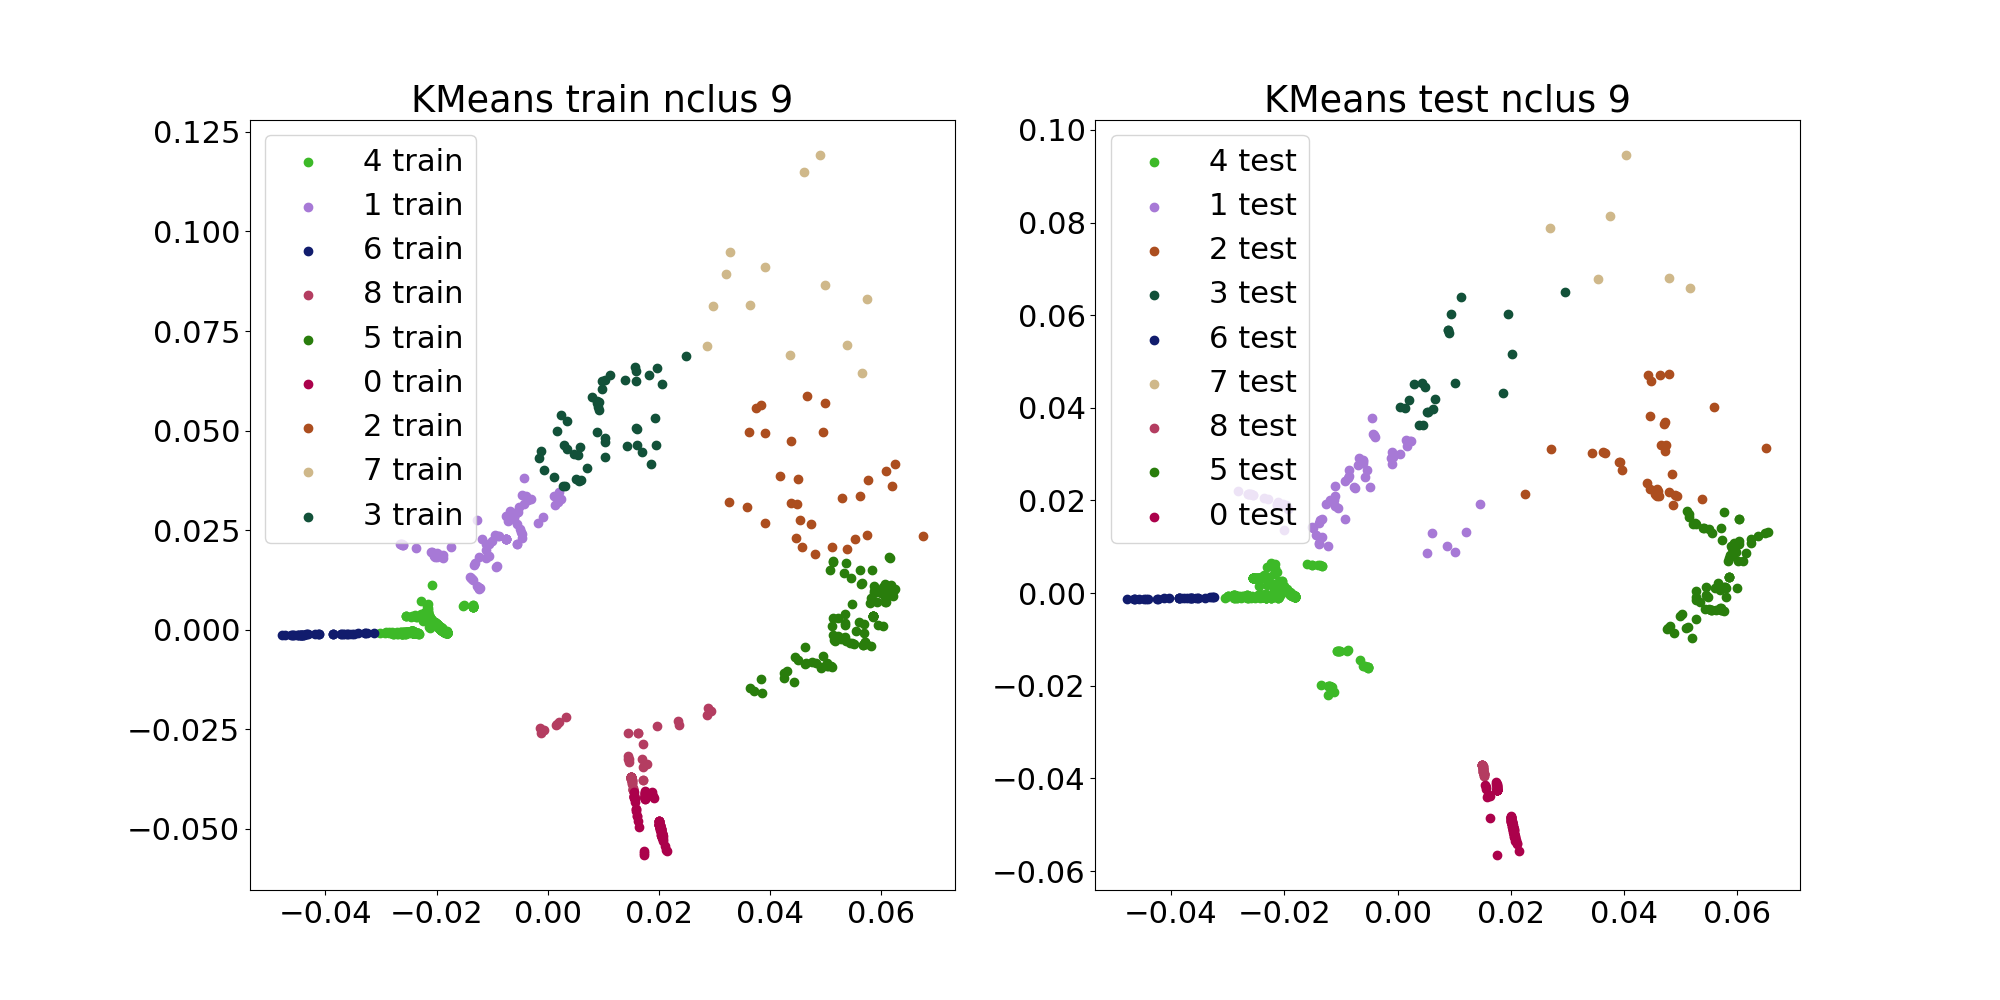 KMeans train nclus 9
0.125
0.100
0.075
0.050
0.025
0.000
−0.025
−0.050
−0.04
−0.02
0.00
0.02
0.04
0.06
4 train
1 train
6 train
8 train
5 train
0 train
2 train
7 train
3 train
KMeans test nclus 9
0.10
0.08
0.06
0.04
0.02
0.00
−0.02
−0.04
−0.06
−0.04
−0.02
0.00
0.02
0.04
0.06
4 test
1 test
2 test
3 test
6 test
7 test
8 test
5 test
0 test